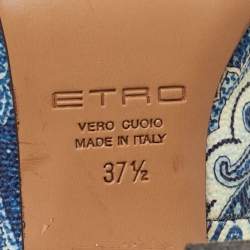 ETRO
VERO CUOIO
MADE IN ITALY
37½